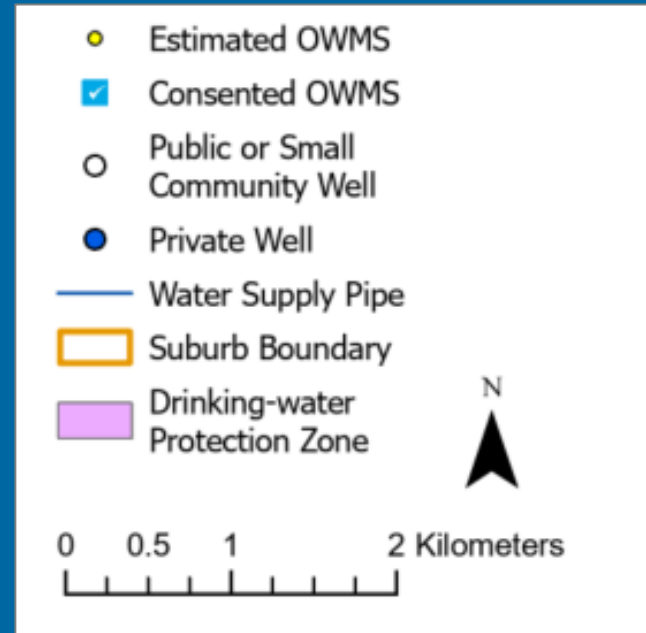 Estimated OWMS
Consented OWMS
Public or Small
Community Well
Private Well
Water Supply Pipe
Suburb Boundary
Drinking-water
Protection Zone
N
0 0.5 1 2 Kilometers